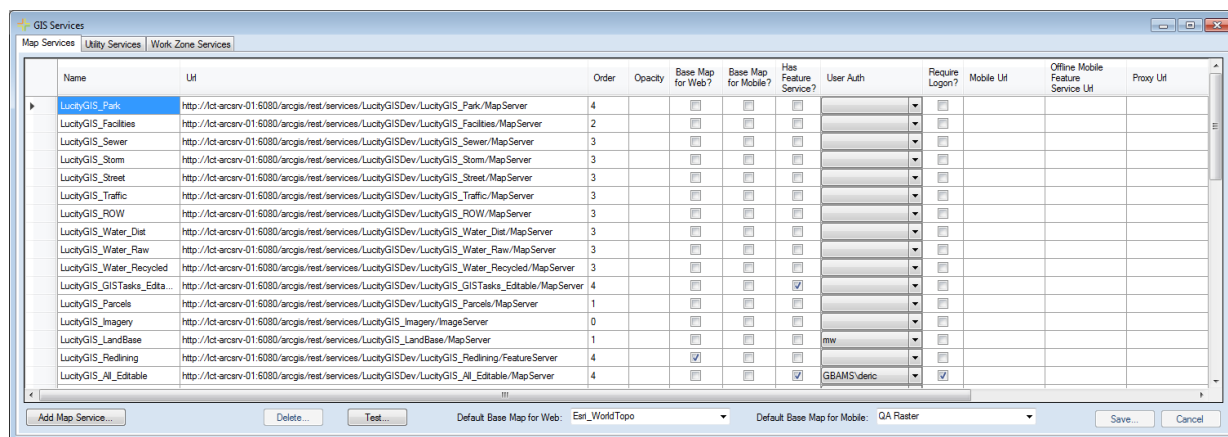 GIS Services
Map Services Utility Services Work Zone Services
Name Url Order Opacity Base Map for Web? Base Map for Mobile? Has Feature Service? User Auth Require Logon? Mobile Url Offline Mobile Feature Service Url Proxy Url
LucityGIS_Park http://lct-arcsrv-01:6080/arcgis/rest/services/LucityGISDev/LucityGIS_Park/MapServer 4
LucityGIS_Facilities http://lct-arcsrv-01:6080/arcgis/rest/services/LucityGISDev/LucityGIS_Facilities/MapServer 2
LucityGIS_Sewer http://lct-arcsrv-01:6080/arcgis/rest/services/LucityGISDev/LucityGIS_Sewer/MapServer 3
LucityGIS_Storm http://lct-arcsrv-01:6080/arcgis/rest/services/LucityGISDev/LucityGIS_Storm/MapServer 3
LucityGIS_Street http://lct-arcsrv-01:6080/arcgis/rest/services/LucityGISDev/LucityGIS_Street/MapServer 3
LucityGIS_Traffic http://lct-arcsrv-01:6080/arcgis/rest/services/LucityGISDev/LucityGIS_Traffic/MapServer 3
LucityGIS_ROW http://lct-arcsrv-01:6080/arcgis/rest/services/LucityGISDev/LucityGIS_ROW/MapServer 3
LucityGIS_Water_Dist http://lct-arcsrv-01:6080/arcgis/rest/services/LucityGISDev/LucityGIS_Water_Dist/MapServer 3
LucityGIS_Water_Raw http://lct-arcsrv-01:6080/arcgis/rest/services/LucityGISDev/LucityGIS_Water_Raw/MapServer 3
LucityGIS_Water_Recycled http://lct-arcsrv-01:6080/arcgis/rest/services/LucityGISDev/LucityGIS_Water_Recycled/MapServer 3
LucityGIS_GISTasks_Edita... http://lct-arcsrv-01:6080/arcgis/rest/services/LucityGISDev/LucityGIS_GISTasks_Editable/MapServer 4
LucityGIS_Parcels http://lct-arcsrv-01:6080/arcgis/rest/services/LucityGISDev/LucityGIS_Parcels/MapServer 1
LucityGIS_Imagery http://lct-arcsrv-01:6080/arcgis/rest/services/LucityGIS_Imagery/ImageServer 0
LucityGIS_LandBase http://lct-arcsrv-01:6080/arcgis/rest/services/LucityGIS_LandBase/MapServer 1 mw
LucityGIS_Redlining http://lct-arcsrv-01:6080/arcgis/rest/services/LucityGISDev/LucityGIS_Redlining/FeatureServer 4
LucityGIS_All_Editable http://lct-arcsrv-01:6080/arcgis/rest/services/LucityGISDev/LucityGIS_All_Editable/MapServer 4 GBAMS\deric
Add Map Service... Delete... Test... Default Base Map for Web: Esri_WorldTopo Default Base Map for Mobile: QA Raster Save... Cancel